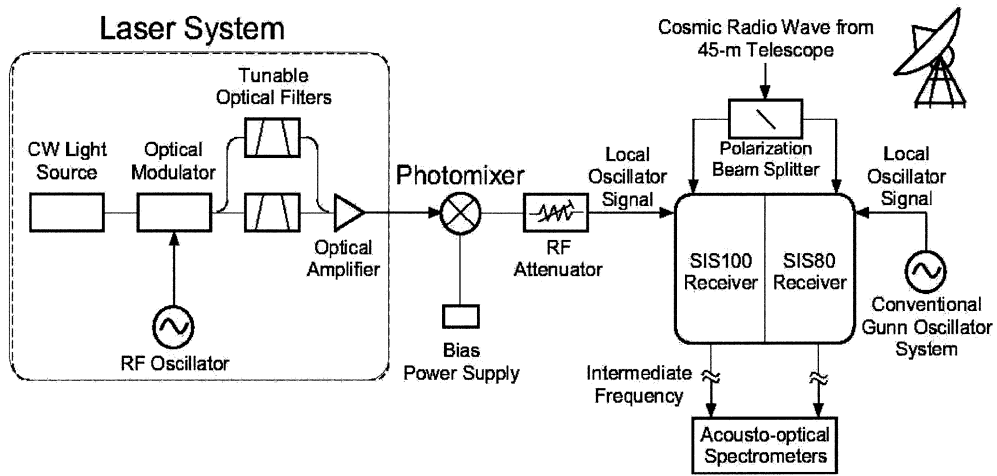 Laser System
Tunable
Optical Filters
CW Light
Source
Optical
Modulator
Optical
Amplifier
RF Oscillator
Photomixer
Bias
Power Supply
RF
Attenuator
Local
Oscillator
Signal
Cosmic Radio Wave from
45-m Telescope
Polarization
Beam Splitter
Local
Oscillator
Signal
SIS100
Receiver
SIS80
Receiver
Conventional
Gunn Oscillator
System
Intermediate
Frequency
Acousto-optical
Spectrometers